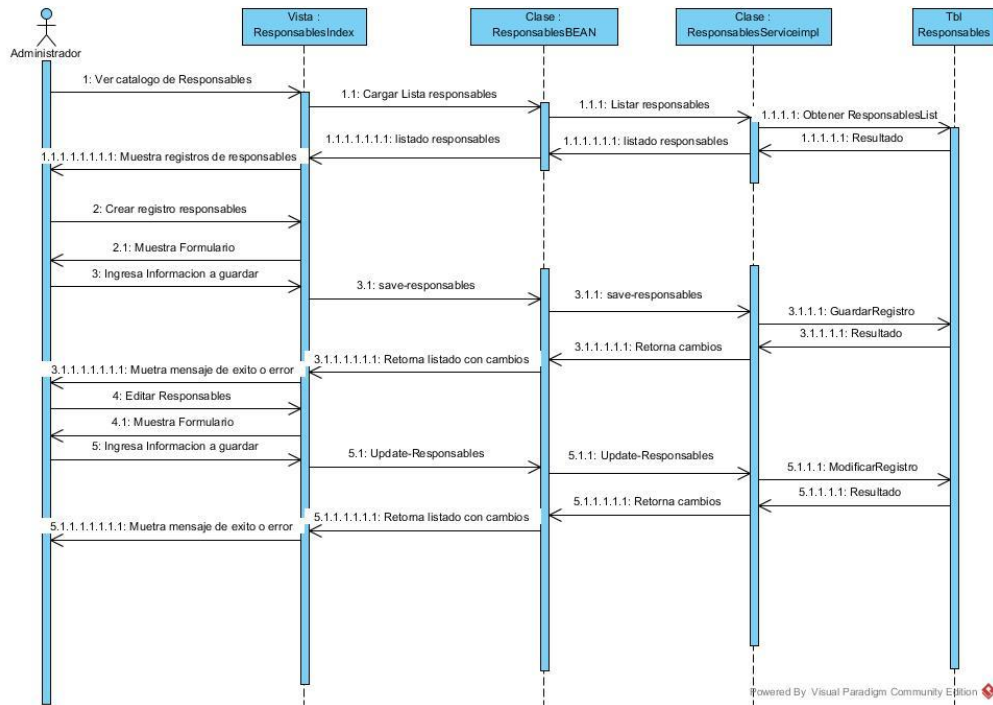 Vista :
ResponsablesIndex
Clase :
ResponsablesBEAN
Clase :
ResponsablesServiceimpl
Tbl
Responsables
Administrador
1: Ver catalogo de Responsables
1.1: Cargar Lista responsables
1.1.1: Listar responsables
1.1.1.1: Obtener ResponsablesList
1.1.1.1.1: Resultado
1.1.1.1.1.1: listado responsables
1.1.1.1.1.1.1: listado responsables
1.1.1.1.1.1.1.1: Muestra registros de responsables
2: Crear registro responsables
2.1: Muestra Formulario
3: Ingresa Informacion a guardar
3.1: save-responsables
3.1.1: save-responsables
3.1.1.1: GuardarRegistro
3.1.1.1.1: Resultado
3.1.1.1.1.1: Retorna cambios
3.1.1.1.1.1.1: Retorna listado con cambios
3.1.1.1.1.1.1.1: Muetra mensaje de exito o error
4: Editar Responsables
4.1: Muestra Formulario
5: Ingresa Informacion a guardar
5.1: Update-Responsables
5.1.1: Update-Responsables
5.1.1.1: ModificarRegistro
5.1.1.1.1: Resultado
5.1.1.1.1.1: Retorna cambios
5.1.1.1.1.1.1: Retorna listado con cambios
5.1.1.1.1.1.1.1: Muetra mensaje de exito o error
Powered By Visual Paradigm Community Edition